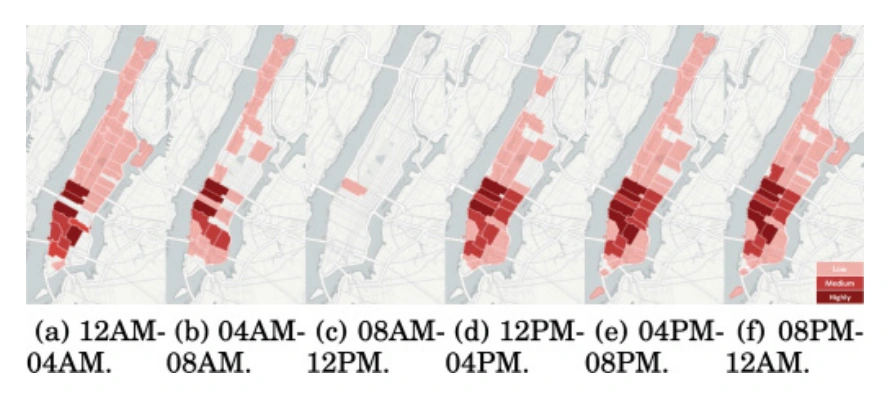 Low
Medium
Highly
(a) 12AM- (b) 04AM- (c) 08AM- (d) 12PM- (e) 04PM- (f) 08PM-
04AM. 08AM. 12PM. 04PM. 08PM. 12AM.